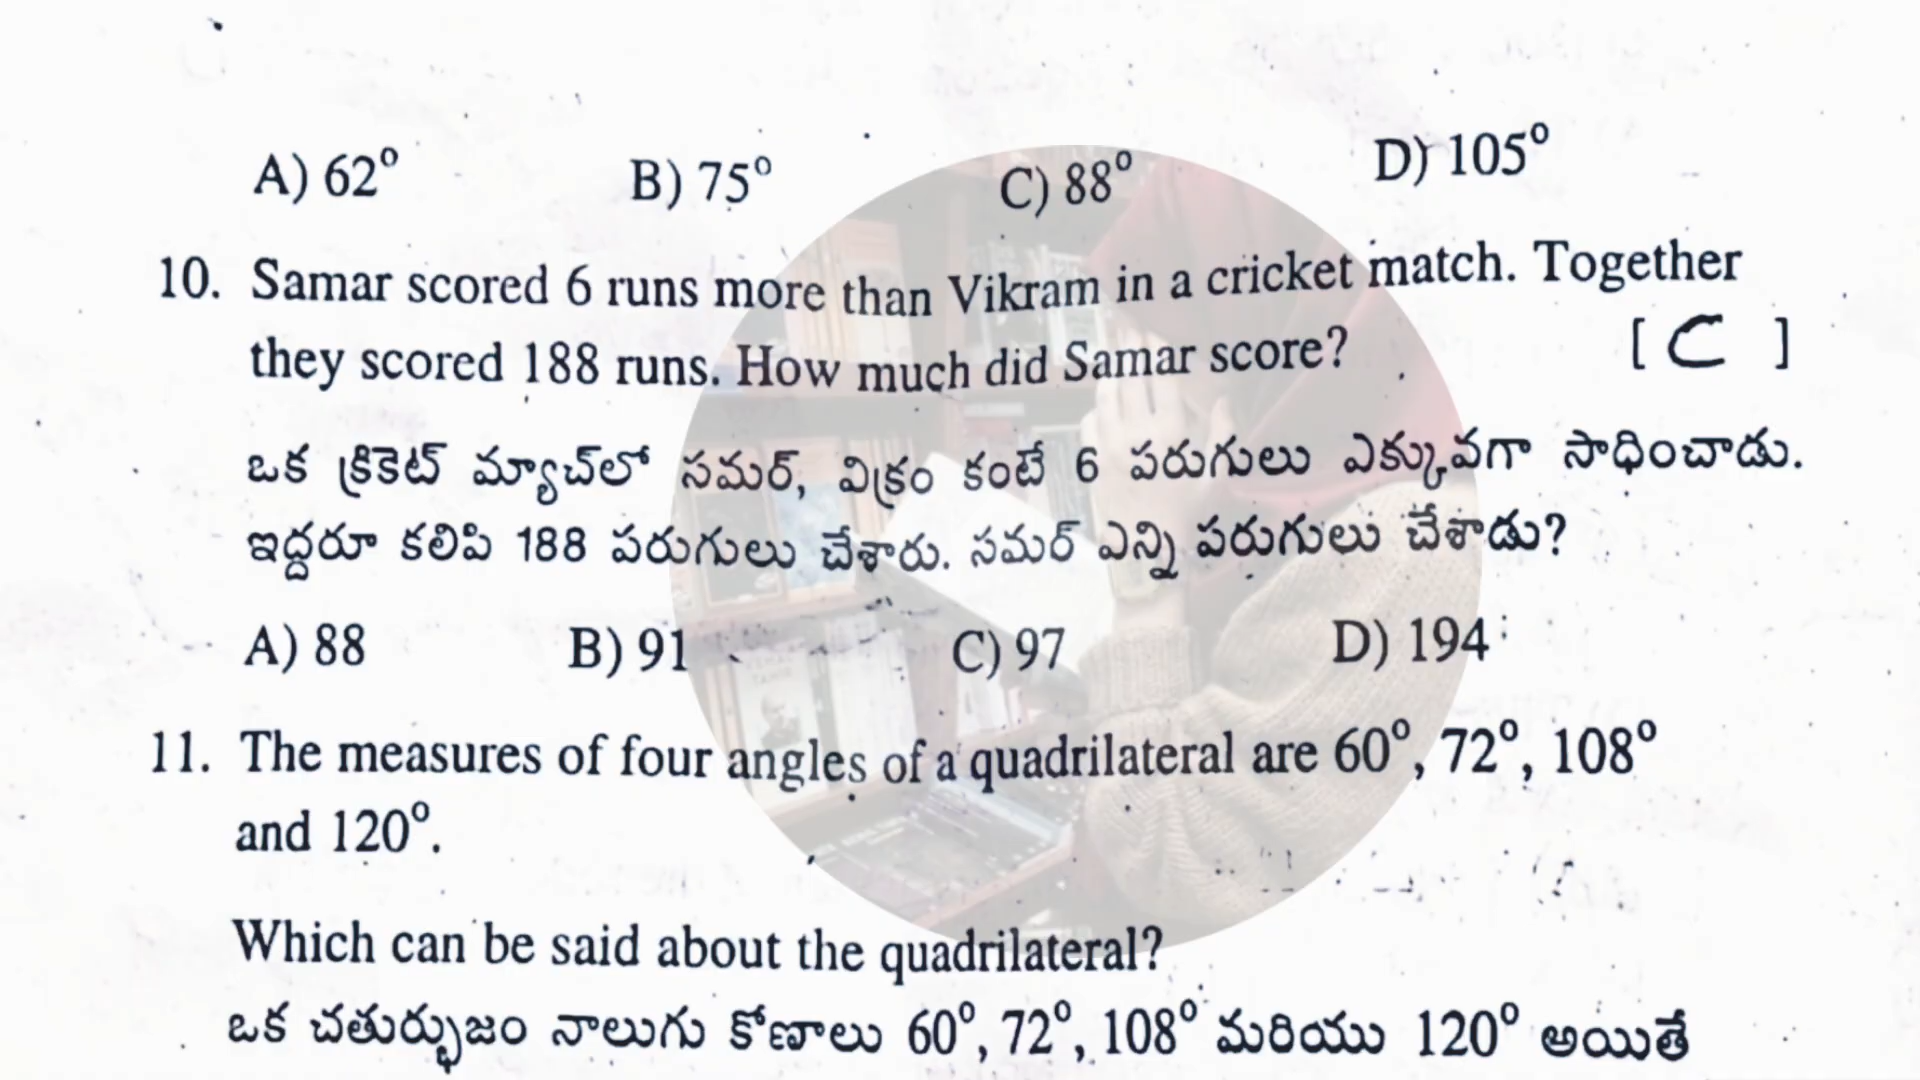 A) 62° B) 75° C) 88° D) 105°
10. Samar scored 6 runs more than Vikram in a cricket match. Together
they scored 188 runs. How much did Samar score? [ C ]
ఒక క్రికెట్ మ్యాచ్‌లో సమర్, విక్రం కంటే 6 పరుగులు ఎక్కువగా సాధించాడు.
ఇద్దరూ కలిపి 188 పరుగులు చేశారు. సమర్ ఎన్ని పరుగులు చేశాడు?
A) 88 B) 91 C) 97 D) 194
11. The measures of four angles of a quadrilateral are 60°, 72°, 108°
and 120°.
Which can be said about the quadrilateral?
ఒక చతుర్భుజం నాలుగు కోణాలు 60°, 72°, 108° మరియు 120° అయితే